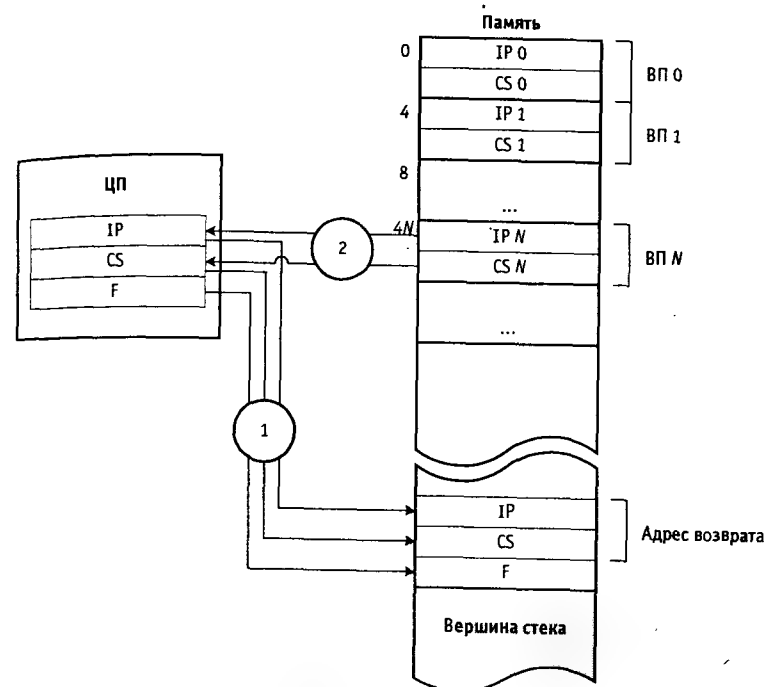 Память
0
IP 0
CS 0
ВП 0
4
IP 1
CS 1
ВП 1
8
...
ЦП
IP
CS
F
2
4N
IP N
CS N
ВП N
...
1
IP
CS
F
Адрес возврата
Вершина стека